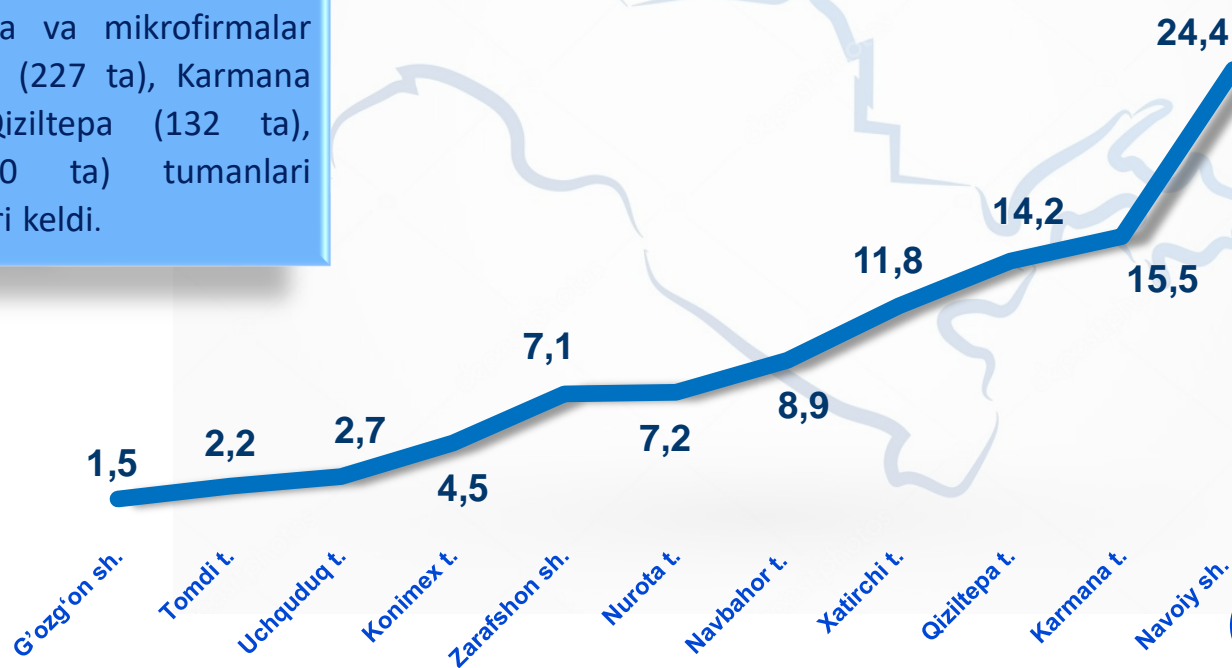 va mikrofirmalar
(227 ta), Karmana
(132 ta),
ta) tumanlari
keldi.
24,4
14,2
11,8
15,5
7,1
8,9
2,7
7,2
2,2
1,5
4,5
G'ozg‘on sh.
Tomdi t.
Uchquduq t.
Konimex t.
Zarafshon sh.
Nurota t.
Navbahor t.
Xatirchi t.
Qiziltepa t.
Karmana t.
Navoiy sh.